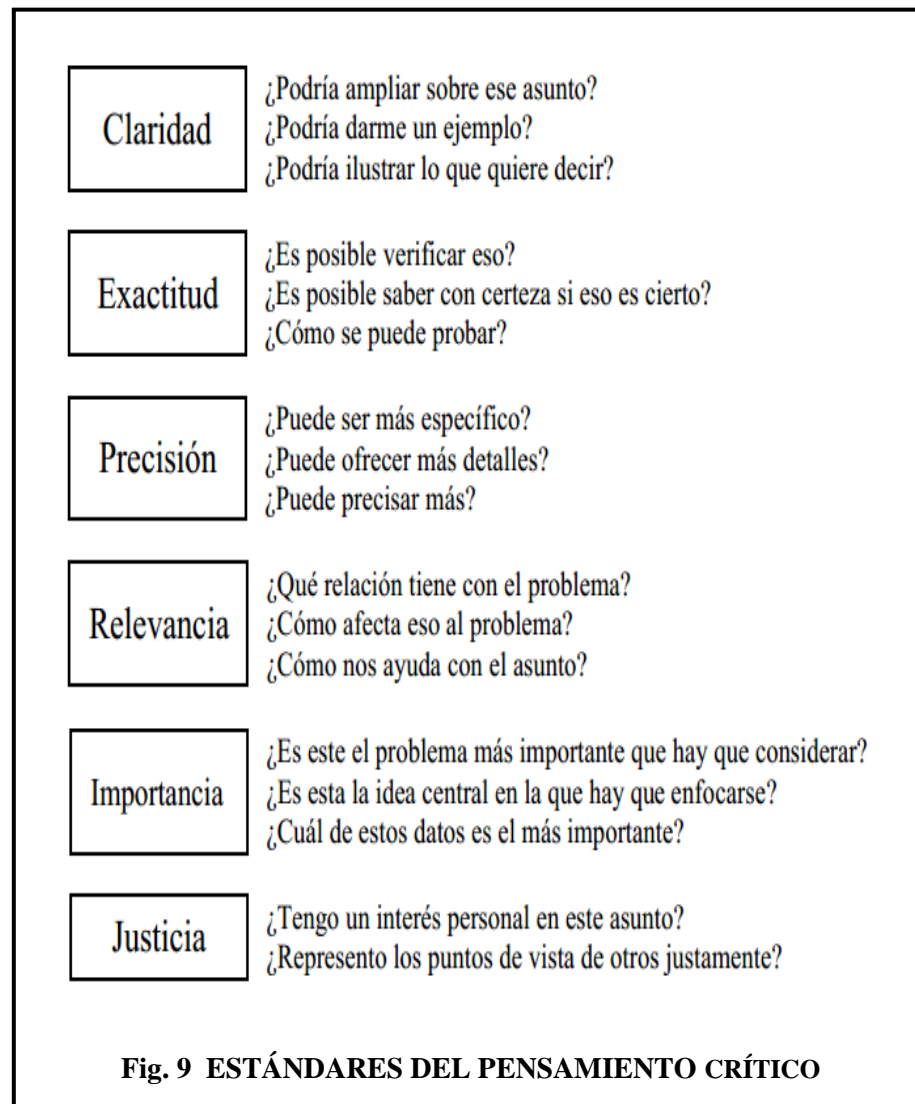 Claridad
¿Podría ampliar sobre ese asunto?
¿Podría darme un ejemplo?
¿Podría ilustrar lo que quiere decir?
Exactitud
¿Es posible verificar eso?
¿Es posible saber con certeza si eso es cierto?
¿Cómo se puede probar?
Precisión
¿Puede ser más específico?
¿Puede ofrecer más detalles?
¿Puede precisar más?
Relevancia
¿Qué relación tiene con el problema?
¿Cómo afecta eso al problema?
¿Cómo nos ayuda con el asunto?
Importancia
¿Es este el problema más importante que hay que considerar?
¿Es esta la idea central en la que hay que enfocarse?
¿Cuál de estos datos es el más importante?
Justicia
¿Tengo un interés personal en este asunto?
¿Represento los puntos de vista de otros justamente?
Fig. 9 ESTÁNDARES DEL PENSAMIENTO CRÍTICO